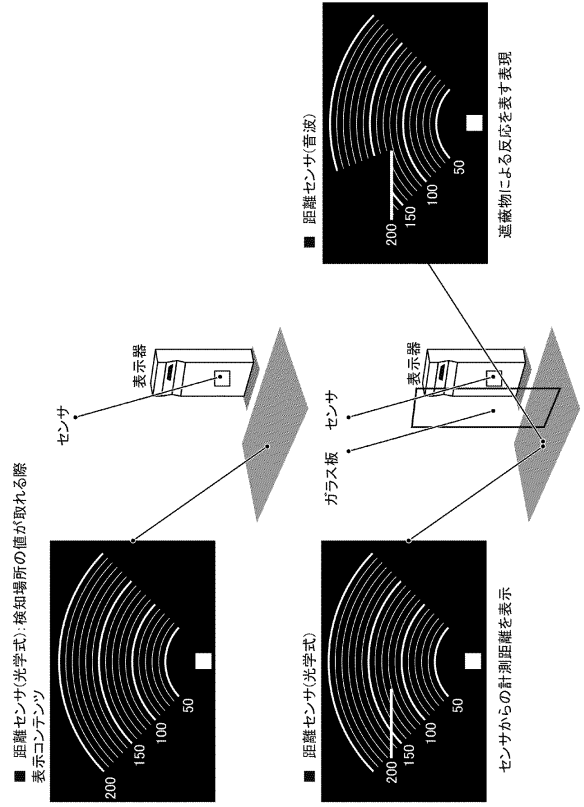 ■ 距離センサ(光学式):検知場所の値が取れる際
表示コンテンツ
200
150
100
50
センサ
表示器
■ 距離センサ(光学式)
200
150
100
50
センサからの計測距離を表示
ガラス板
センサ
表示器
■ 距離センサ(音波)
200
150
100
50
遮蔽物による反応を表す表現